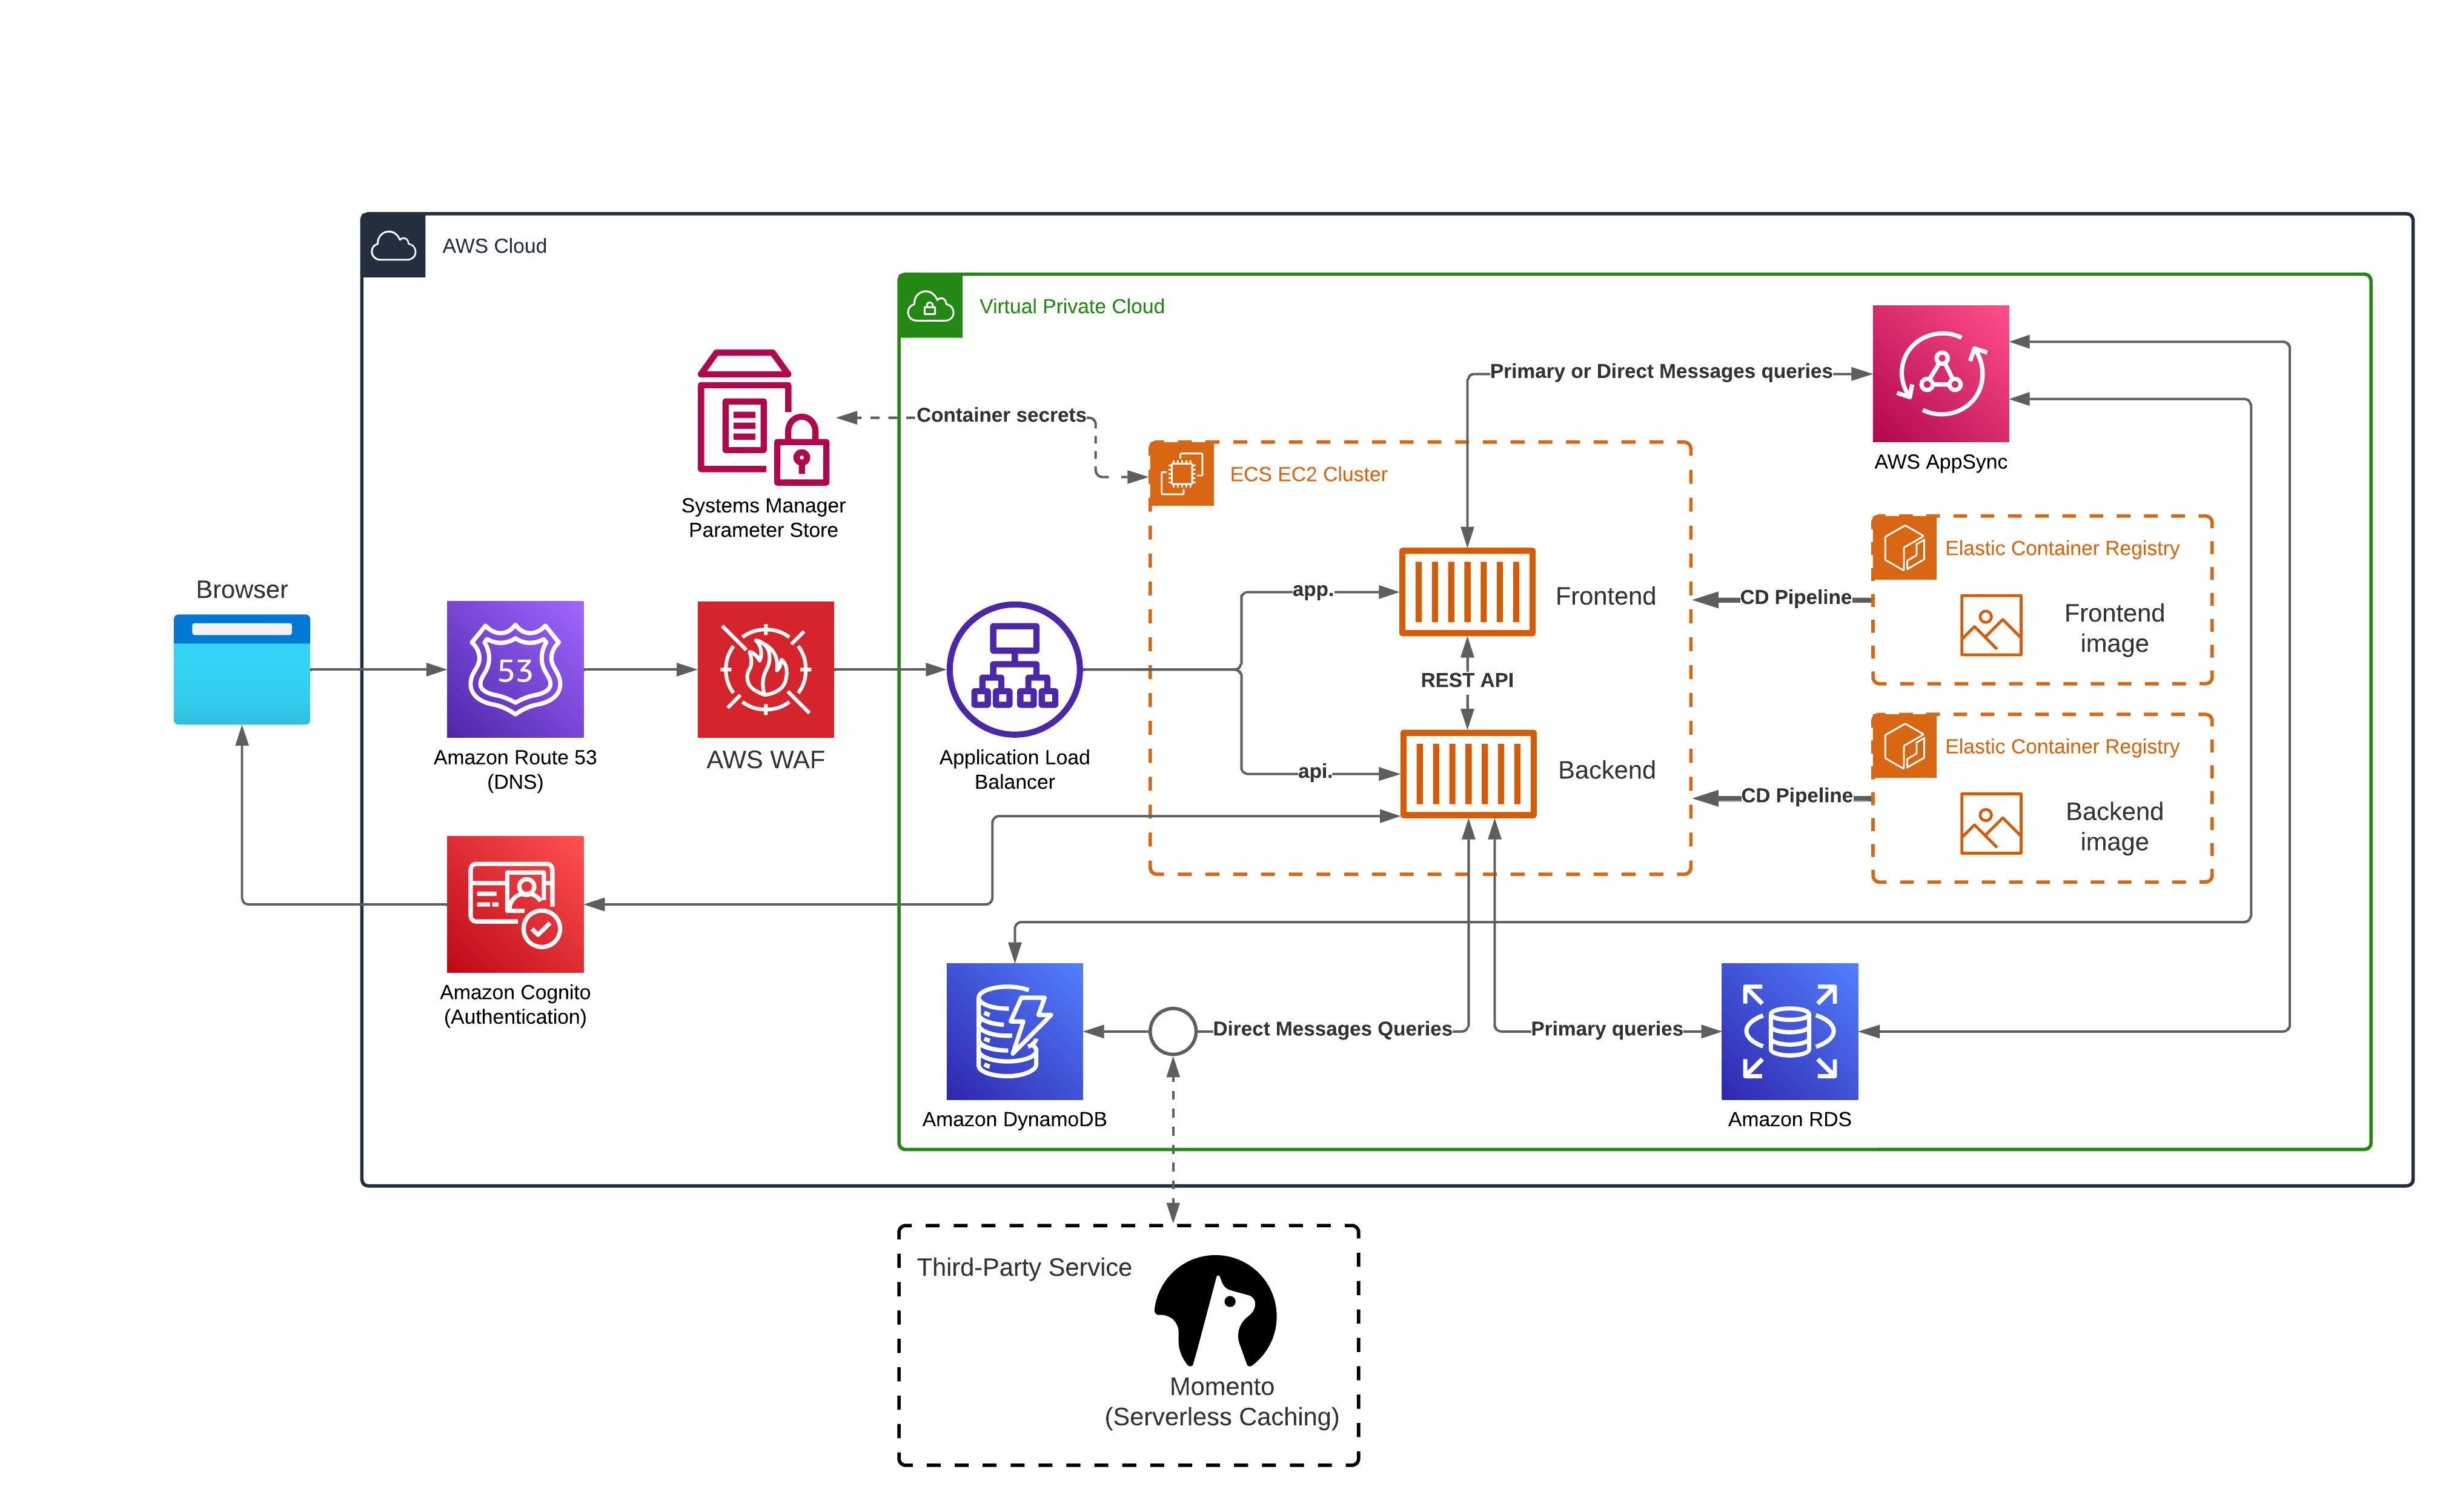 AWS Cloud
Virtual Private Cloud
Primary or Direct Messages queries
Container secrets
AWS AppSync
ECS EC2 Cluster
Systems Manager
Parameter Store
Elastic Container Registry
Browser
app.
Frontend
CD Pipeline
Frontend
image
53
REST API
Amazon Route 53
(DNS)
AWS WAF
Application Load
Balancer
api.
Backend
Elastic Container Registry
CD Pipeline
Backend
image
Amazon Cognito
(Authentication)
Direct Messages Queries
Primary queries
Amazon DynamoDB
Amazon RDS
Third-Party Service
Momento
(Serverless Caching)